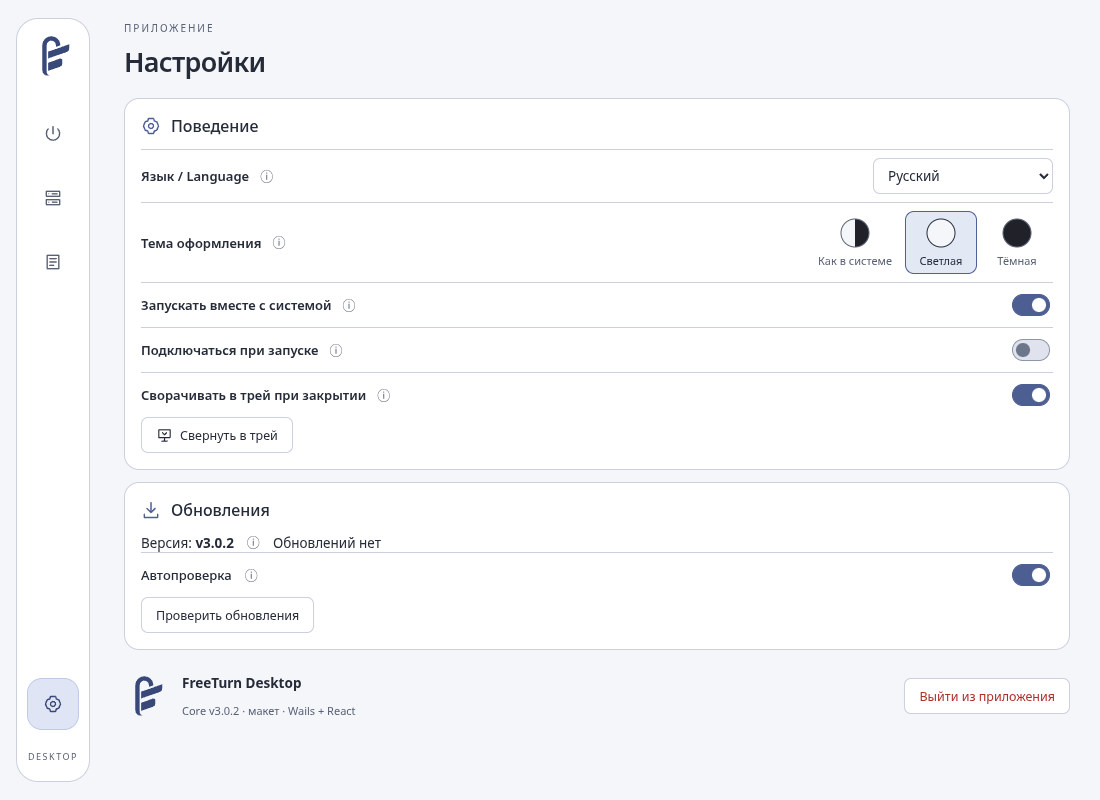 ПРИЛОЖЕНИЕ
Настройки
Поведение
Язык / Language
Русский
Тема оформления
Как в системе
Светлая
Тёмная
Запускать вместе с системой
Подключаться при запуске
Сворачивать в трей при закрытии
Свернуть в трей
Обновления
Версия: v3.0.2 Обновлений нет
Автопроверка
Проверить обновления
FreeTurn Desktop
Core v3.0.2 · макет · Wails + React
Выйти из приложения
DESKTOP